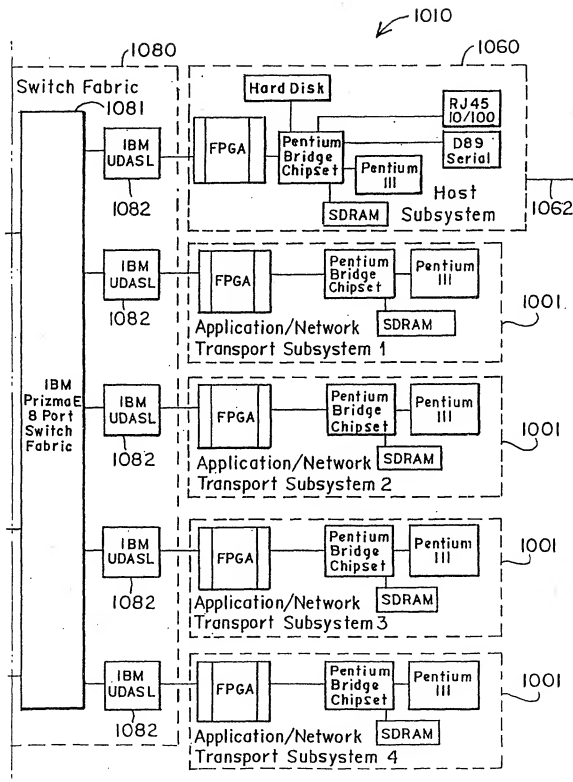 1010
1080
1060
Switch Fabric
1081
Hard Disk
RJ45
10/100
IBM
UDASL
FPGA
Pentium
Bridge
Chipset
D89
Serial
Pentium
III
1082
SDRAM
Host
Subsystem
1062
IBM
UDASL
1082
FPGA
Pentium
Bridge
Chipset
Pentium
III
SDRAM
Application/Network
Transport Subsystem 1
1001
IBM
PrizmaE
8 Port
Switch
Fabric
IBM
UDASL
1082
FPGA
Pentium
Bridge
Chipset
Pentium
III
SDRAM
Application/Network
Transport Subsystem 2
1001
IBM
UDASL
1082
FPGA
Pentium
Bridge
Chipset
Pentium
III
SDRAM
Application/Network
Transport Subsystem 3
1001
IBM
UDASL
1082
FPGA
Pentium
Bridge
Chipset
Pentium
III
SDRAM
Application/Network
Transport Subsystem 4
1001